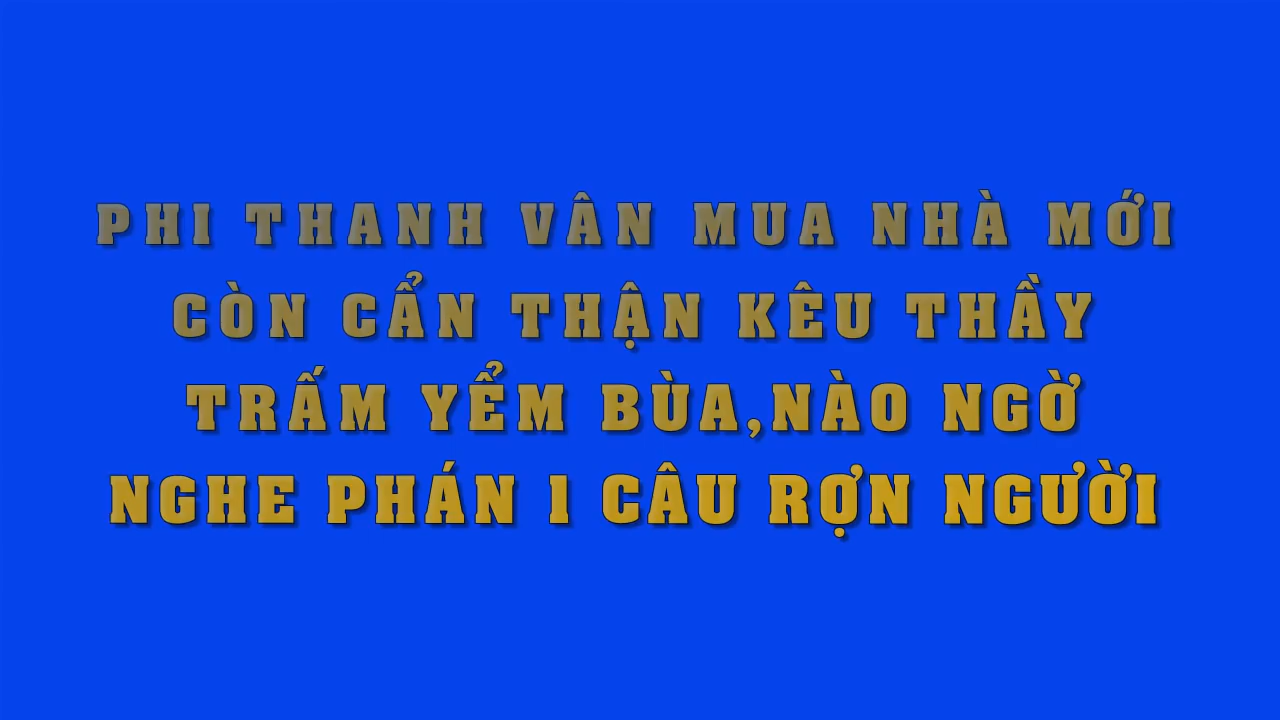 PHI THANH VÂN MUA NHÀ MỚI
CÒN CẨN THẬN KÊU THẦY
TRẤM YỂM BÙA,NÀO NGỜ
NGHE PHÁN 1 CÂU RỢN NGƯỜI